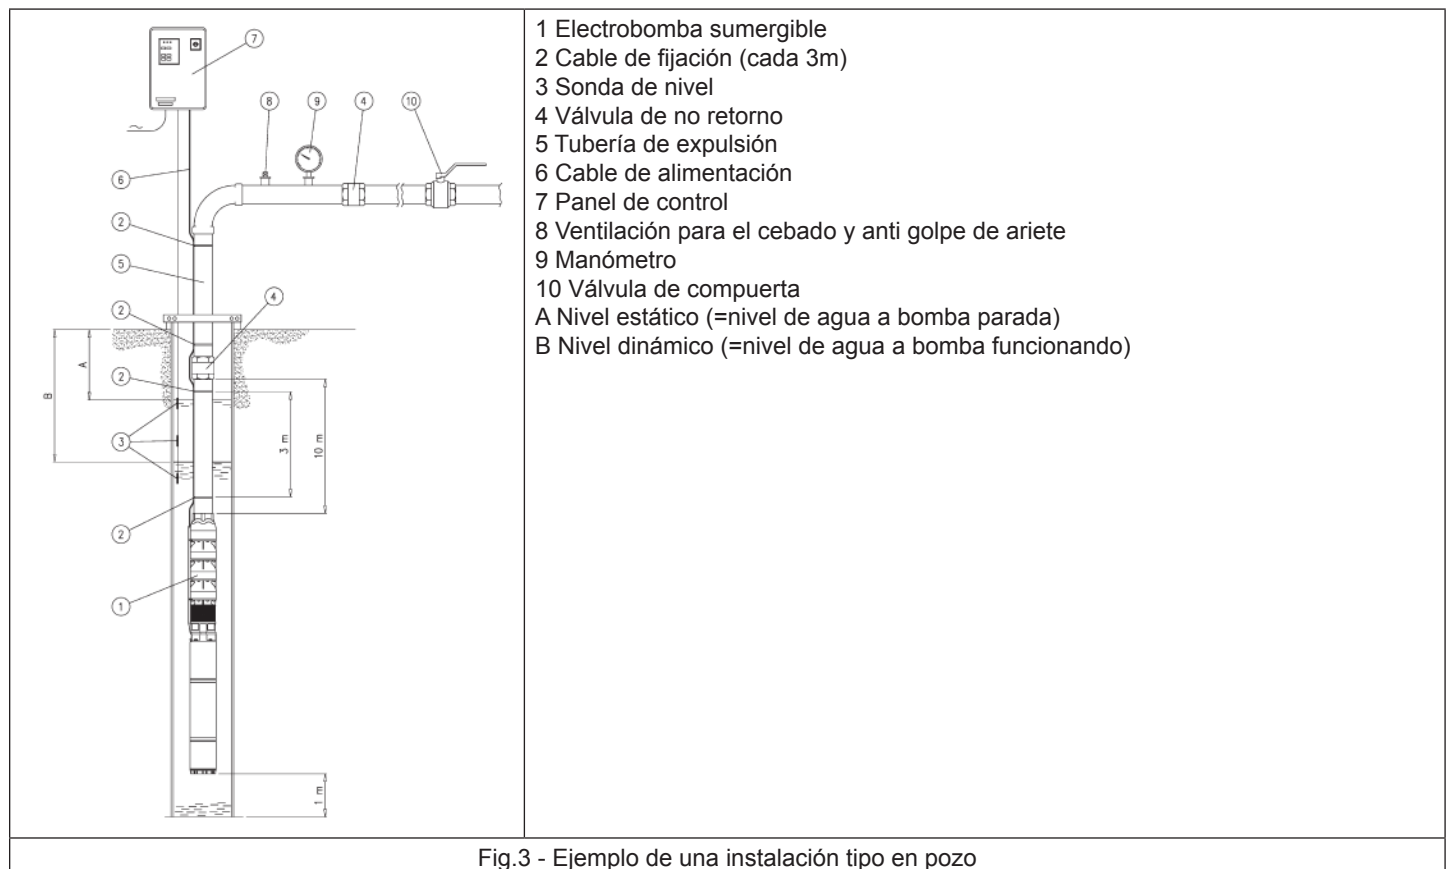 7
8
9
4
10
6
2
5
4
2
A
2
B
3
3 m
10 m
2
1
1 m
1 Electrobomba sumergible
2 Cable de fijación (cada 3m)
3 Sonda de nivel
4 Válvula de no retorno
5 Tubería de expulsión
6 Cable de alimentación
7 Panel de control
8 Ventilación para el cebado y anti golpe de ariete
9 Manómetro
10 Válvula de compuerta
A Nivel estático (=nivel de agua a bomba parada)
B Nivel dinámico (=nivel de agua a bomba funcionando)
Fig.3 - Ejemplo de una instalación tipo en pozo